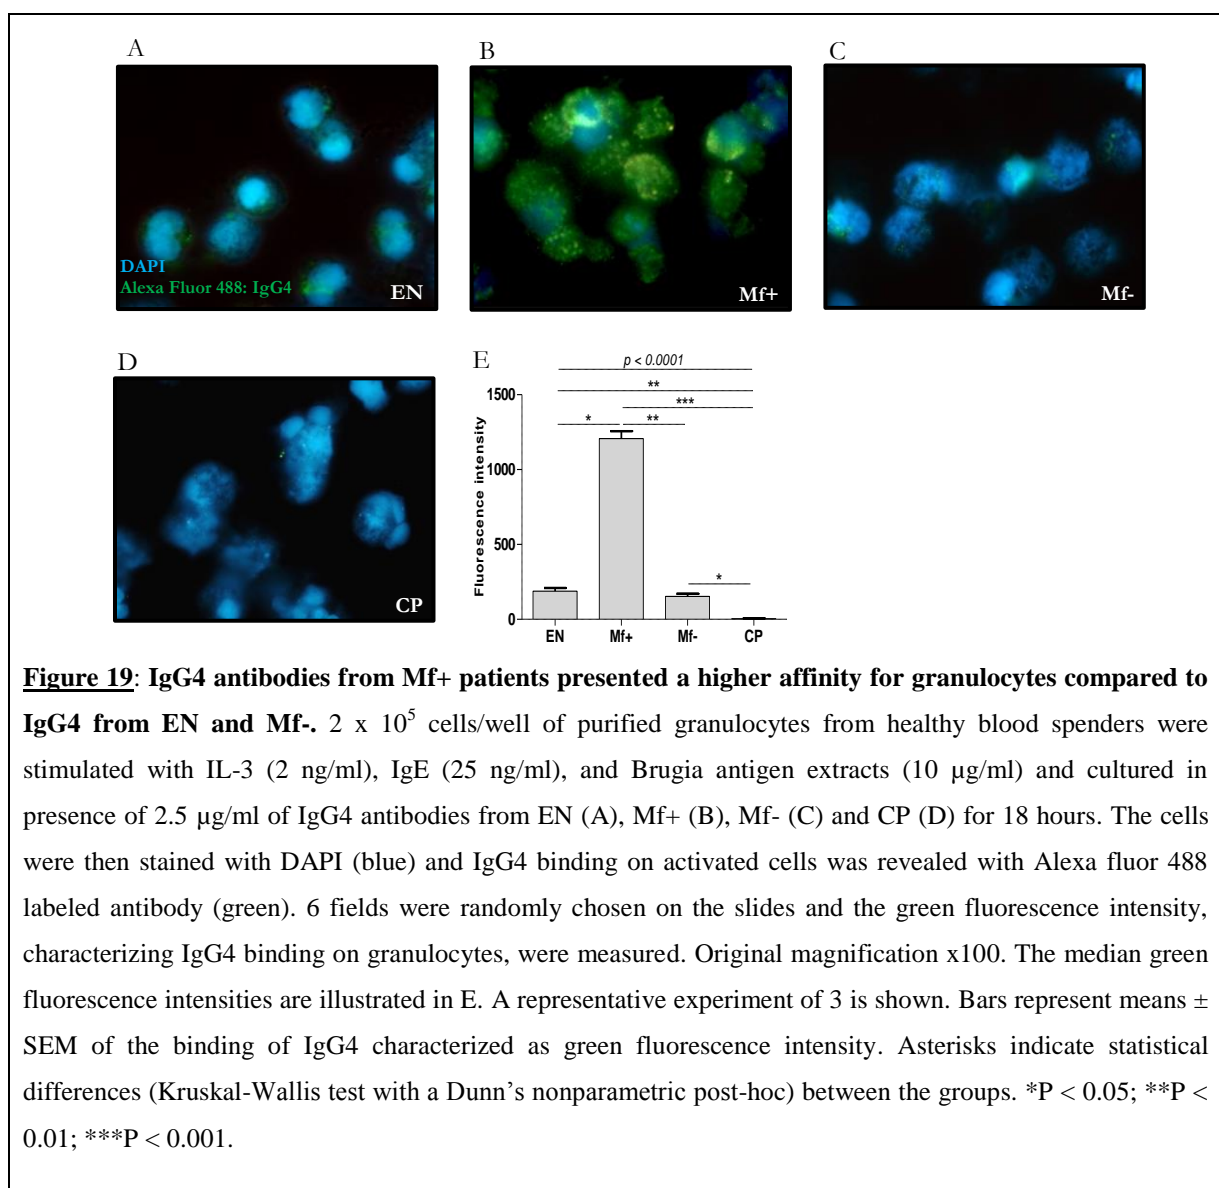 A
B
C
DAPI
Alexa Fluor 488: IgG4
EN
Mf+
Mf-
D
CP
E
p < 0.0001
**
***
* **
*
1500
1000
500
0
Fluorescence intensity
EN Mf+ Mf- CP
Figure 19: IgG4 antibodies from Mf+ patients presented a higher affinity for granulocytes compared to
IgG4 from EN and Mf-. 2 x 10⁵ cells/well of purified granulocytes from healthy blood spenders were
stimulated with IL-3 (2 ng/ml), IgE (25 ng/ml), and Brugia antigen extracts (10 µg/ml) and cultured in
presence of 2.5 µg/ml of IgG4 antibodies from EN (A), Mf+ (B), Mf- (C) and CP (D) for 18 hours. The cells
were then stained with DAPI (blue) and IgG4 binding on activated cells was revealed with Alexa fluor 488
labeled antibody (green). 6 fields were randomly chosen on the slides and the green fluorescence intensity,
characterizing IgG4 binding on granulocytes, were measured. Original magnification x100. The median green
fluorescence intensities are illustrated in E. A representative experiment of 3 is shown. Bars represent means ±
SEM of the binding of IgG4 characterized as green fluorescence intensity. Asterisks indicate statistical
differences (Kruskal-Wallis test with a Dunn’s nonparametric post-hoc) between the groups. *P < 0.05; **P <
0.01; ***P < 0.001.